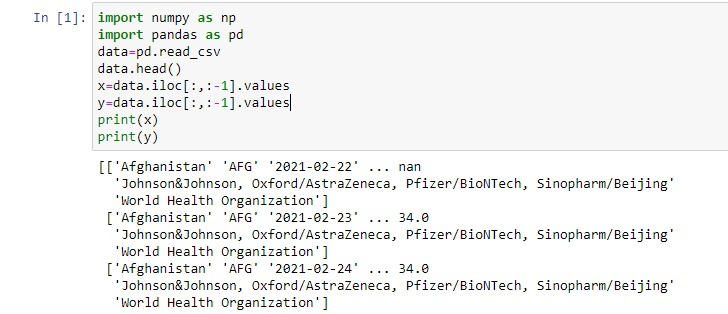 In [1]: import numpy as np
import pandas as pd
data=pd.read_csv
data.head()
x=data.iloc[:,:-1].values
y=data.iloc[:,:-1].values
print(x)
print(y)
[['Afghanistan' 'AFG' '2021-02-22' ... nan
'Johnson&Johnson, Oxford/AstraZeneca, Pfizer/BioNTech, Sinopharm/Beijing'
'World Health Organization']
['Afghanistan' 'AFG' '2021-02-23' ... 34.0
'Johnson&Johnson, Oxford/AstraZeneca, Pfizer/BioNTech, Sinopharm/Beijing'
'World Health Organization']
['Afghanistan' 'AFG' '2021-02-24' ... 34.0
'Johnson&Johnson, Oxford/AstraZeneca, Pfizer/BioNTech, Sinopharm/Beijing'
'World Health Organization']